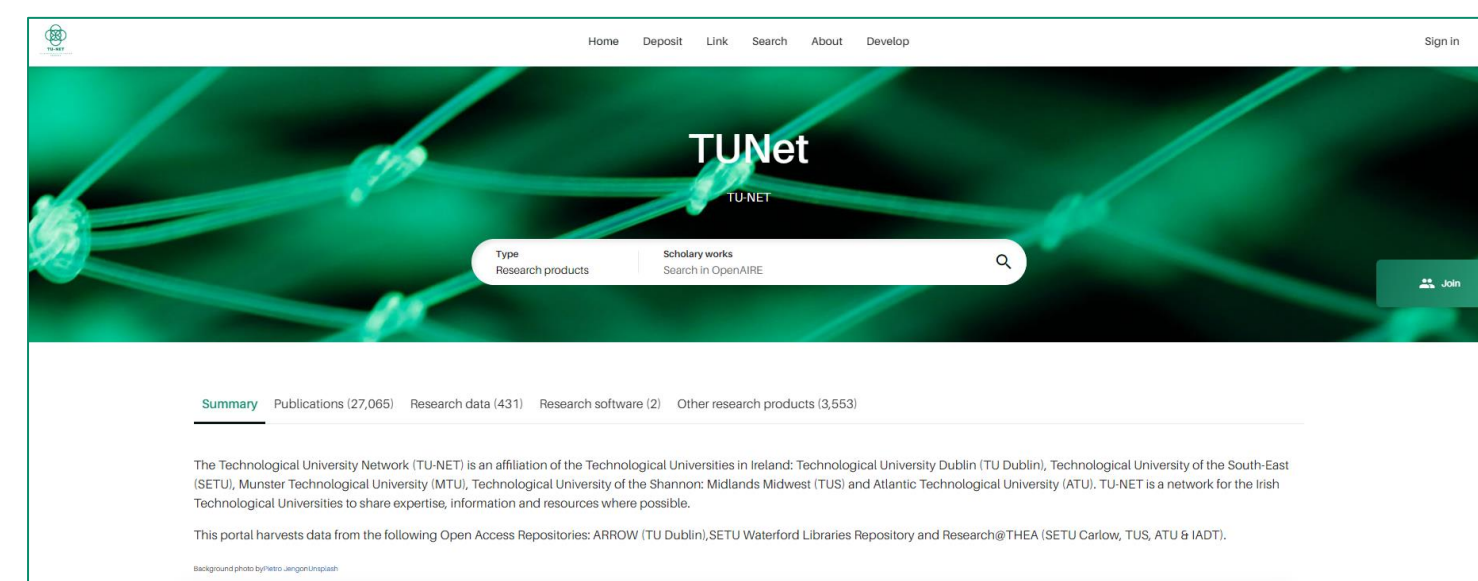 TU-NET
Home Deposit Link Search About Develop Sign in
TUNet
TU-NET
Type Scholary works
Research products Search in OpenAIRE
Join
Summary Publications (27,065) Research data (431) Research software (2) Other research products (3,553)
The Technological University Network (TU-NET) is an affiliation of the Technological Universities in Ireland: Technological University Dublin (TU Dublin), Technological University of the South-East
(SETU), Munster Technological University (MTU), Technological University of the Shannon: Midlands Midwest (TUS) and Atlantic Technological University (ATU). TU-NET is a network for the Irish
Technological Universities to share expertise, information and resources where possible.
This portal harvests data from the following Open Access Repositories: ARROW (TU Dublin),SETU Waterford Libraries Repository and Research@THEA (SETU Carlow, TUS, ATU & IADT).
Background photo byPietro JengonUnsplash